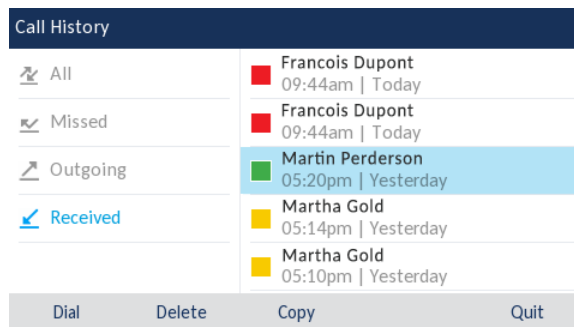 Call History
All
Missed
Outgoing
Received
Francois Dupont
09:44am | Today
Francois Dupont
09:44am | Today
Martin Perderson
05:20pm | Yesterday
Martha Gold
05:14pm | Yesterday
Martha Gold
05:10pm | Yesterday
Dial Delete Copy Quit